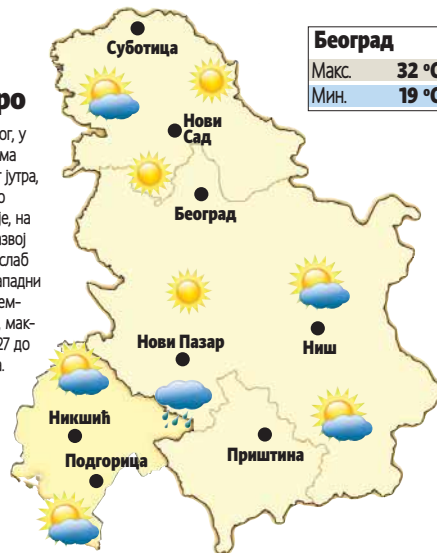 Суботица
Београд
Макс. 32 °C
Мин. 19 °C
Нови
Сад
Београд
Нови Пазар
Ниш
Никшић
Подгорица
Приштина
ро
ог, у
ма
јутра,
о
је, на
звој
слаб
ападни
ем-
мак-
27 до